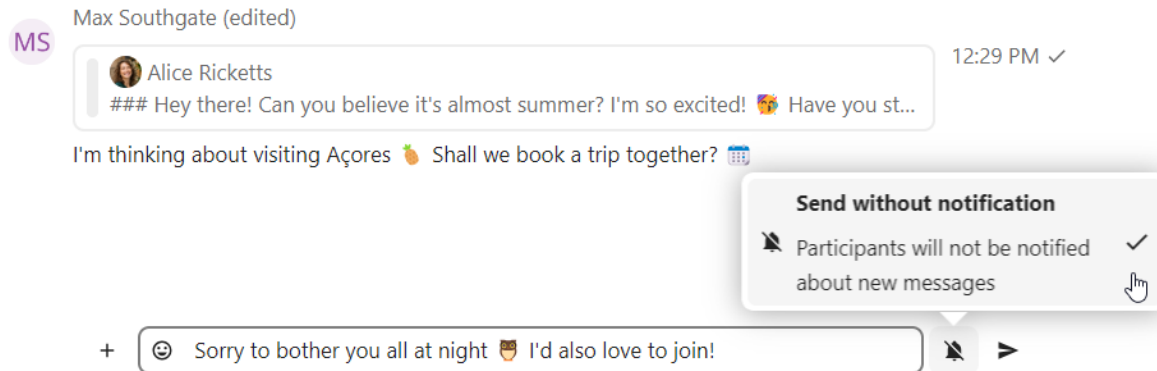 Max Southgate (edited)
MS
12:29 PM
Alice Ricketts
### Hey there! Can you believe it's almost summer? I'm so excited! 🥳 Have you st...
I'm thinking about visiting Açores 🍍 Shall we book a trip together? 🗓️
Send without notification
Participants will not be notified
about new messages
Sorry to bother you all at night 🦉 I'd also love to join!